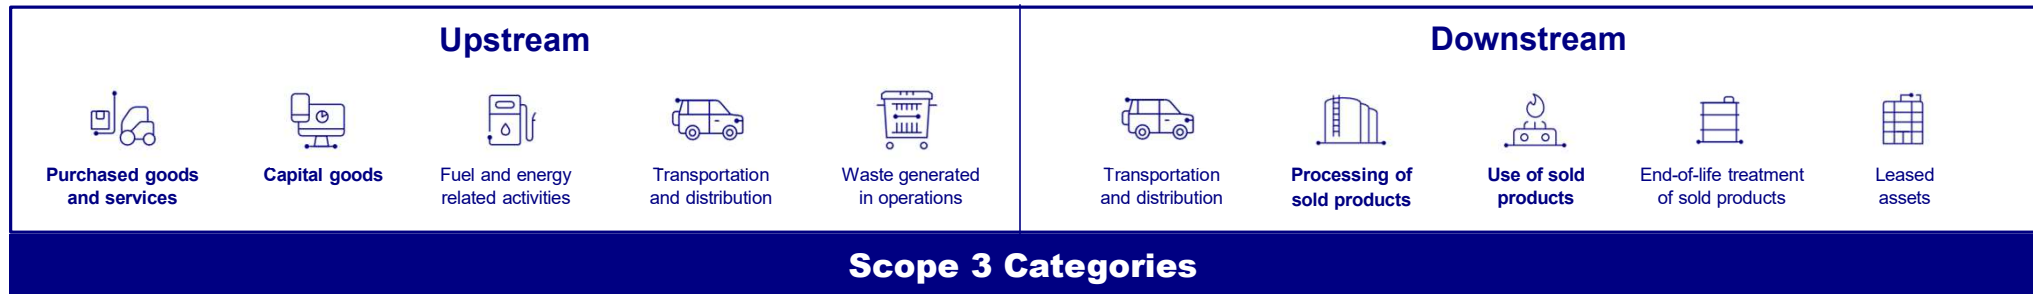 Upstream
Purchased goods
and services
Capital goods
Fuel and energy
related activities
Transportation
and distribution
Waste generated
in operations
Downstream
Transportation
and distribution
Processing of
sold products
Use of sold
products
End-of-life treatment
of sold products
Leased
assets
Scope 3 Categories